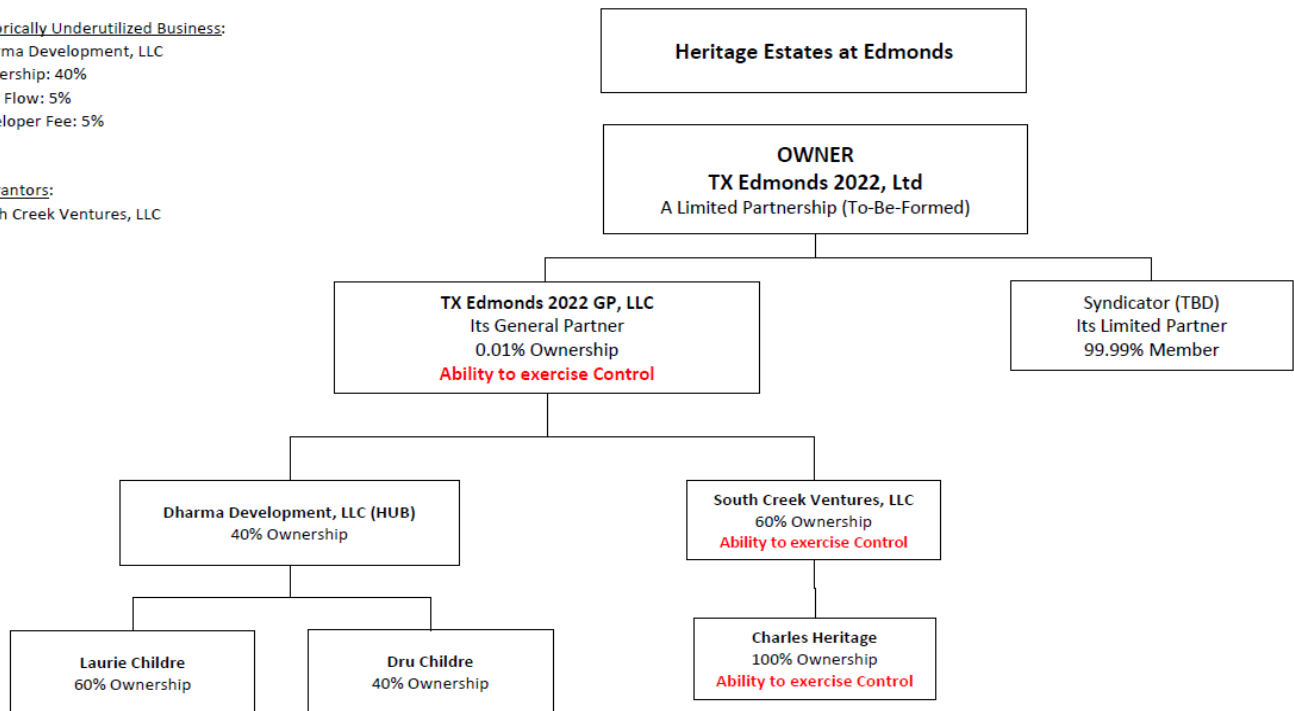 orically Underutilized Business:
rma Development, LLC
ership: 40%
Flow: 5%
eloper Fee: 5%
rantors:
h Creek Ventures, LLC
Heritage Estates at Edmonds
OWNER
TX Edmonds 2022, Ltd
A Limited Partnership (To-Be-Formed)
TX Edmonds 2022 GP, LLC
Its General Partner
0.01% Ownership
Ability to exercise Control
Syndicator (TBD)
Its Limited Partner
99.99% Member
Dharma Development, LLC (HUB)
40% Ownership
South Creek Ventures, LLC
60% Ownership
Ability to exercise Control
Laurie Childre
60% Ownership
Dru Childre
40% Ownership
Charles Heritage
100% Ownership
Ability to exercise Control